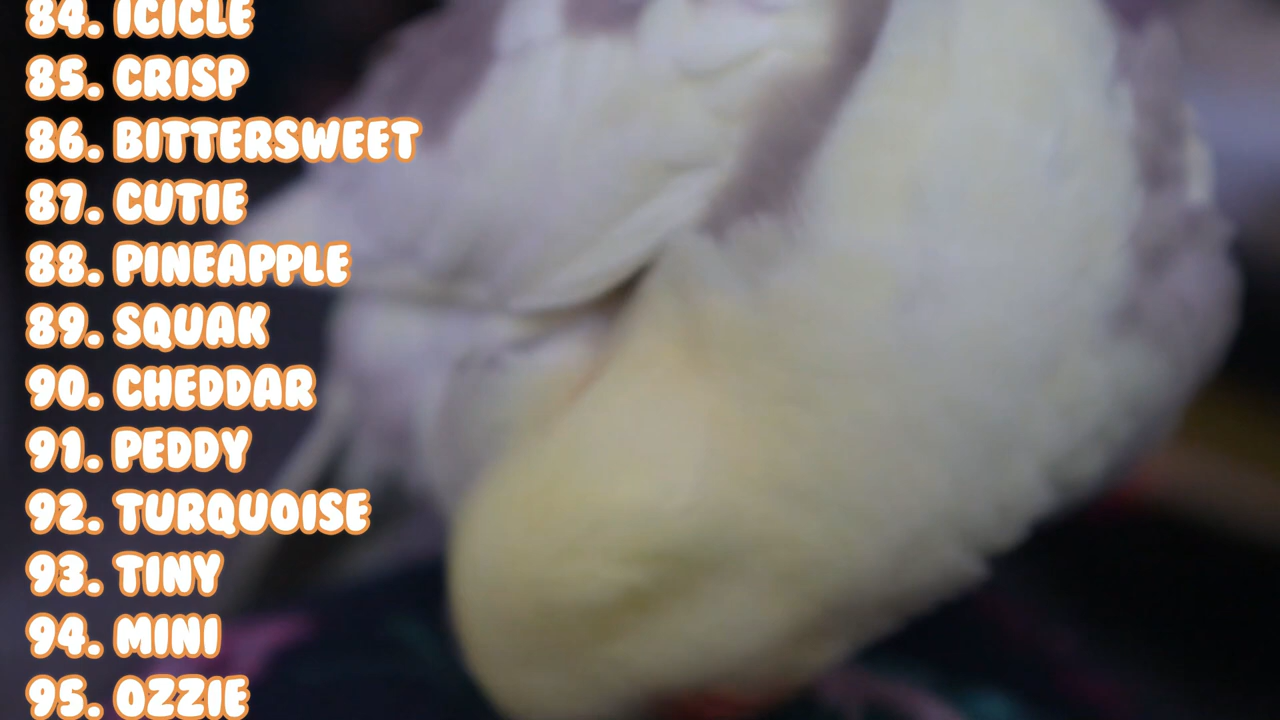 84. ICICLE
85. CRISP
86. BITTERSWEET
87. CUTIE
88. PINEAPPLE
89. SQUAK
90. CHEDDAR
91. PEDDY
92. TURQUOISE
93. TINY
94. MINI
95. OZZIE